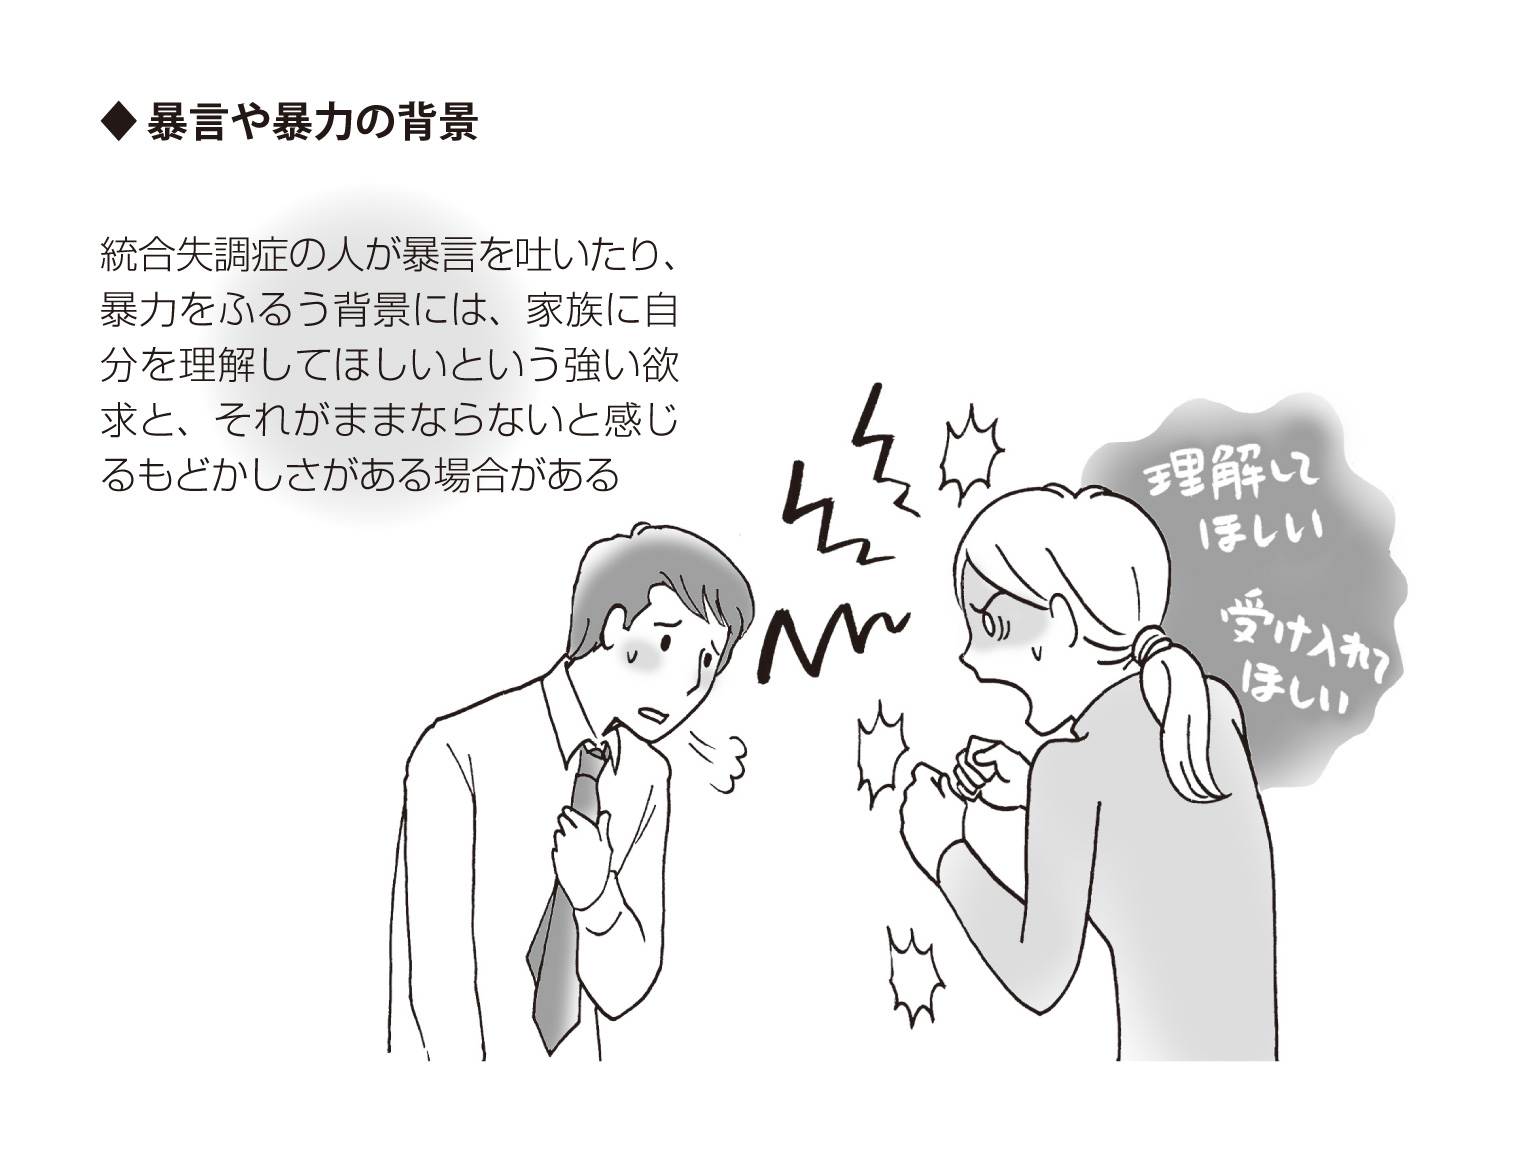 ◆ 暴言や暴力の背景
統合失調症の人が暴言を吐いたり、
暴力をふるう背景には、家族に自
分を理解してほしいという強い欲
求と、それがままならないと感じ
るもどかしさがある場合がある
理解して
ほしい
受け入れて
ほしい